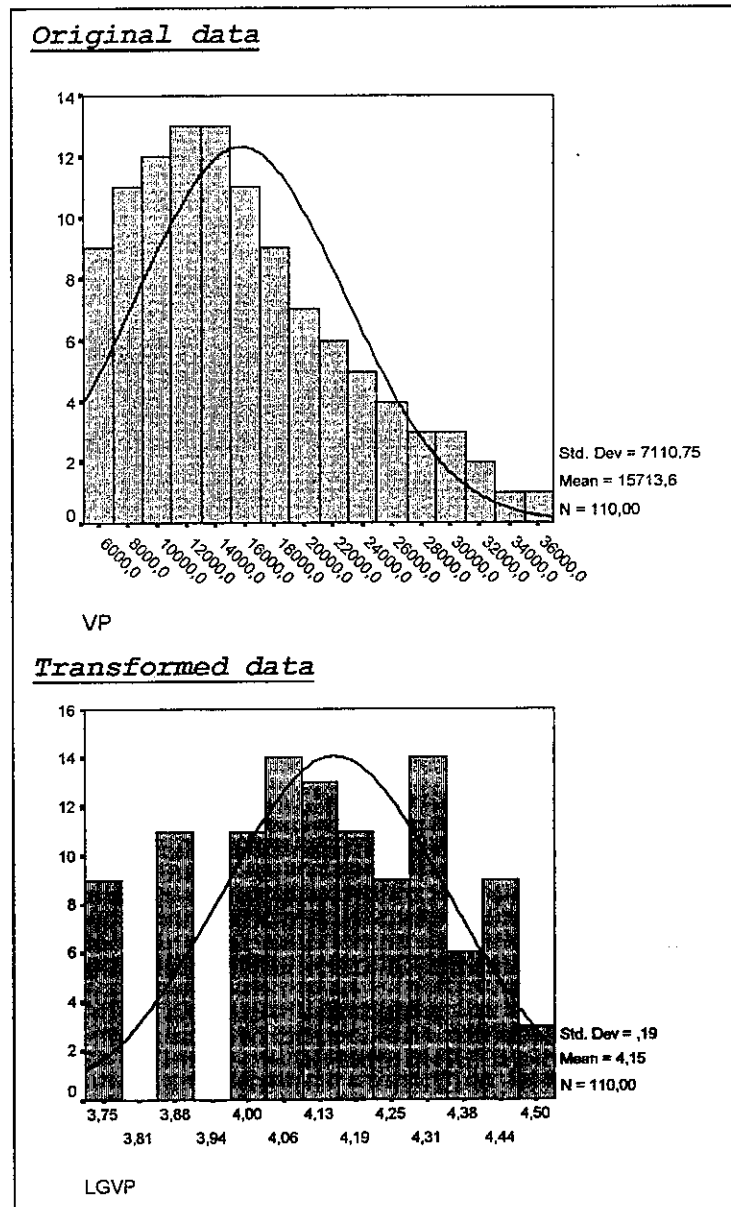 Original data
14
12
10
8
6
4
2
0
Std. Dev = 7110,75
Mean = 15713,6
N = 110,00
6000,0 8000,0 10000,0 12000,0 14000,0 16000,0 18000,0 20000,0 22000,0 24000,0 26000,0 28000,0 30000,0 32000,0 34000,0 36000,0
VP
Transformed data
16
14
12
10
8
6
4
2
0
Std. Dev = ,19
Mean = 4,15
N = 110,00
3,75 3,88 4,00 4,13 4,25 4,38 4,50
3,81 3,94 4,06 4,19 4,31 4,44
LGVP